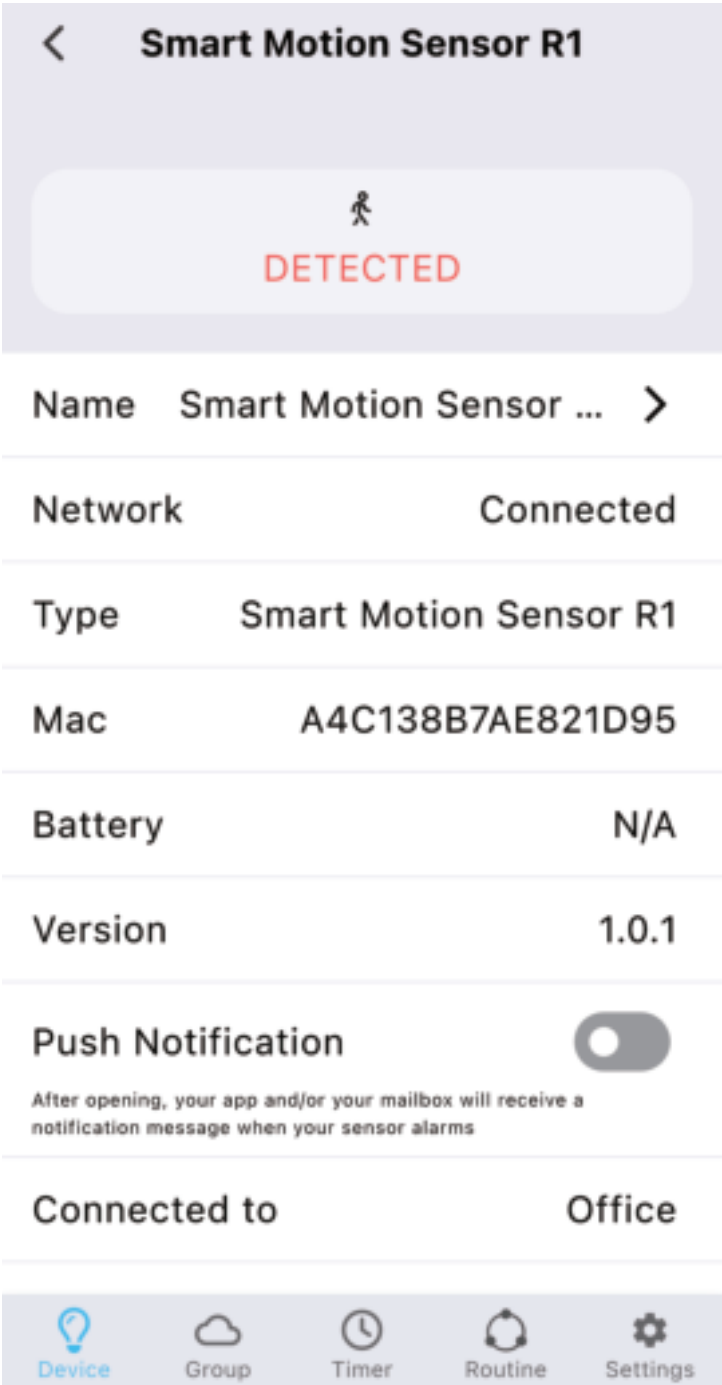 Smart Motion Sensor R1
DETECTED
Name Smart Motion Sensor ...
Network Connected
Type Smart Motion Sensor R1
Mac A4C138B7AE821D95
Battery N/A
Version 1.0.1
Push Notification
After opening, your app and/or your mailbox will receive a
notification message when your sensor alarms
Connected to Office
Device Group Timer Routine Settings